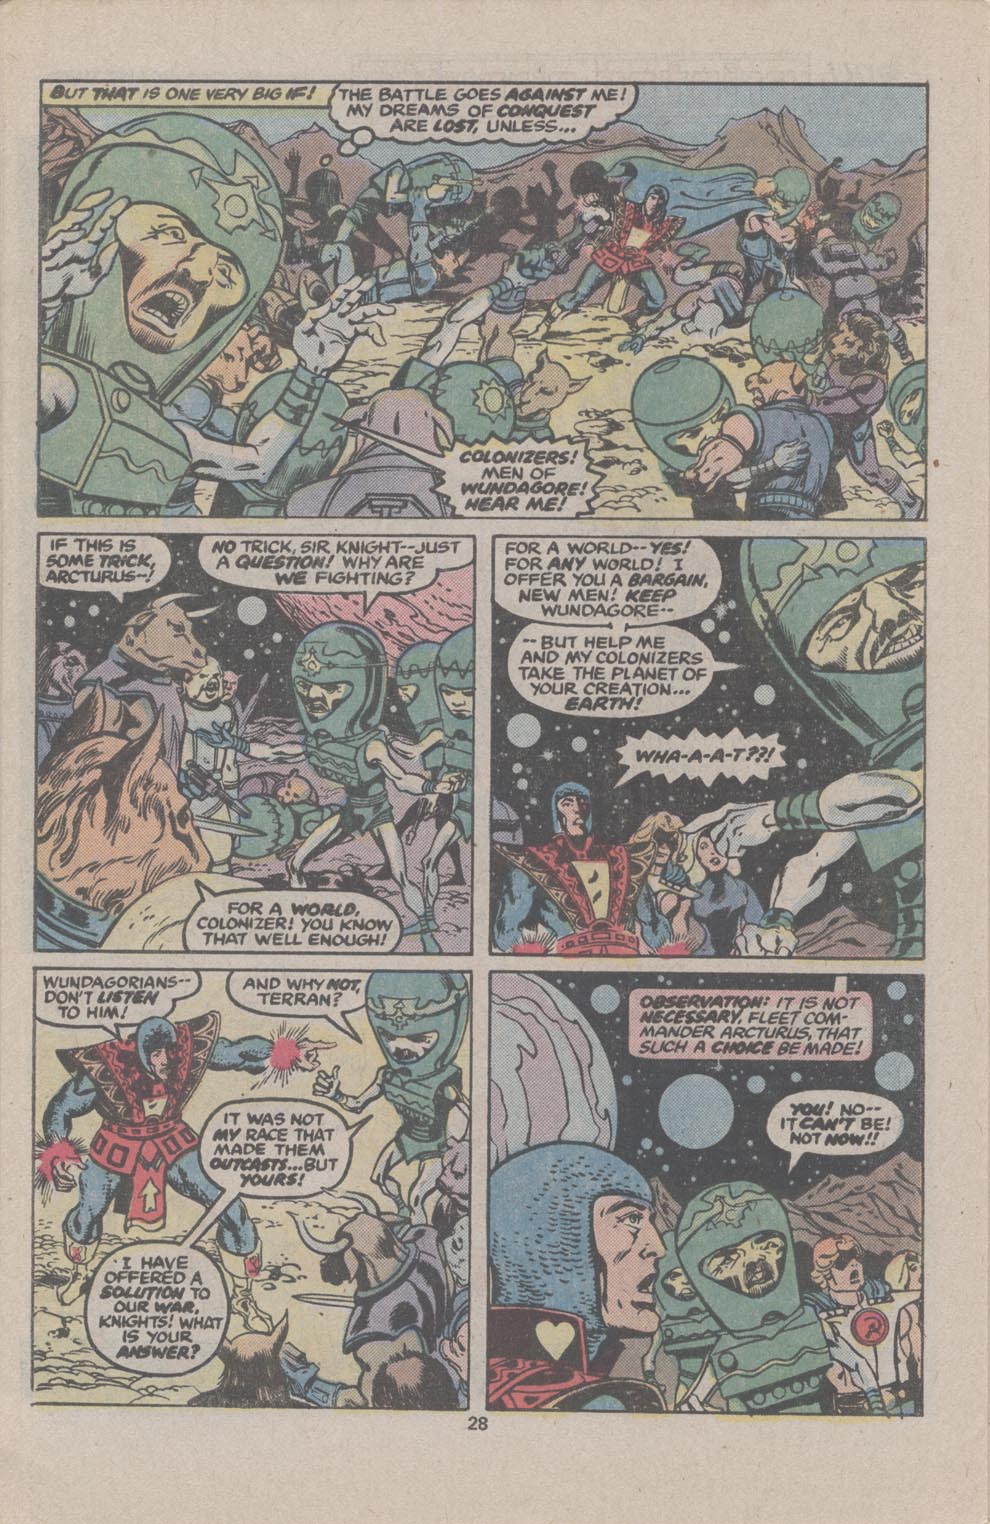 BUT THAT IS ONE VERY BIG IF!
THE BATTLE GOES AGAINST ME!
MY DREAMS OF CONQUEST
ARE LOST, UNLESS...
COLONIZERS!
MEN OF
WUNDAGORE!
HEAR ME!
IF THIS IS
SOME TRICK,
ARCTURUS--!
NO TRICK, SIR KNIGHT--JUST
A QUESTION! WHY ARE
WE FIGHTING?
FOR A WORLD,
COLONIZER! YOU KNOW
THAT WELL ENOUGH!
FOR A WORLD--YES!
FOR ANY WORLD! I
OFFER YOU A BARGAIN,
NEW MEN! KEEP
WUNDAGORE--
--BUT HELP ME
AND MY COLONIZERS
TAKE THE PLANET OF
YOUR CREATION...
EARTH!
WHA-A-A-T??!
WUNDAGORIANS--
DON'T LISTEN
TO HIM!
AND WHY NOT,
TERRAN?
IT WAS NOT
MY RACE THAT
MADE THEM
OUTCASTS...BUT
YOURS!
I HAVE
OFFERED A
SOLUTION TO
OUR WAR,
KNIGHTS! WHAT
IS YOUR
ANSWER?
OBSERVATION: IT IS NOT
NECESSARY, FLEET COM-
MANDER ARCTURUS, THAT
SUCH A CHOICE BE MADE!
YOU! NO--
IT CAN'T BE!
NOT NOW!!
28